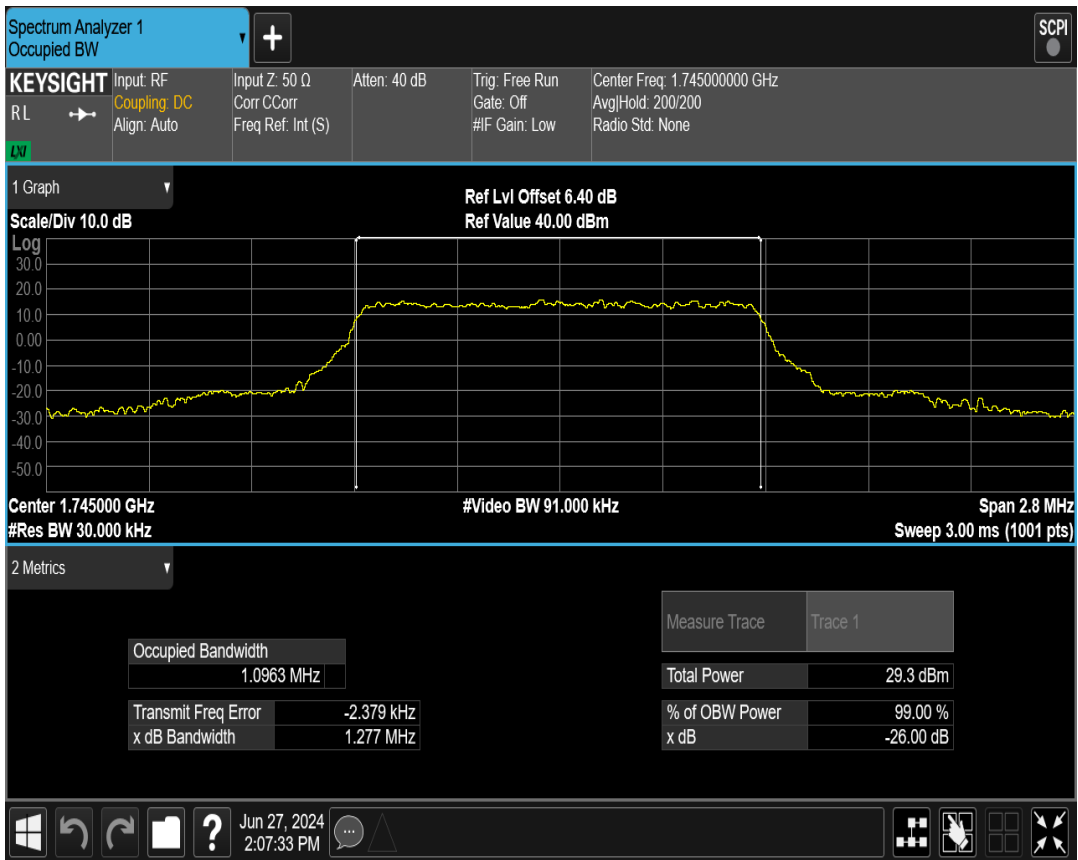 Spectrum Analyzer 1
Occupied BW
+
SCPI
KEYSIGHT
RL
LXI
Input: RF
Coupling: DC
Align: Auto
Input Z: 50 Ω
Corr CCorr
Freq Ref: Int (S)
Atten: 40 dB
Trig: Free Run
Gate: Off
#IF Gain: Low
Center Freq: 1.745000000 GHz
Avg|Hold: 200/200
Radio Std: None
1 Graph
Scale/Div 10.0 dB
Ref Lvl Offset 6.40 dB
Ref Value 40.00 dBm
Log
30.0
20.0
10.0
0.00
-10.0
-20.0
-30.0
-40.0
-50.0
Center 1.745000 GHz
#Video BW 91.000 kHz
Span 2.8 MHz
#Res BW 30.000 kHz
Sweep 3.00 ms (1001 pts)
2 Metrics
Measure Trace Trace 1
Occupied Bandwidth
1.0963 MHz
Total Power 29.3 dBm
Transmit Freq Error -2.379 kHz
% of OBW Power 99.00 %
x dB Bandwidth 1.277 MHz
x dB -26.00 dB
?
Jun 27, 2024
2:07:33 PM